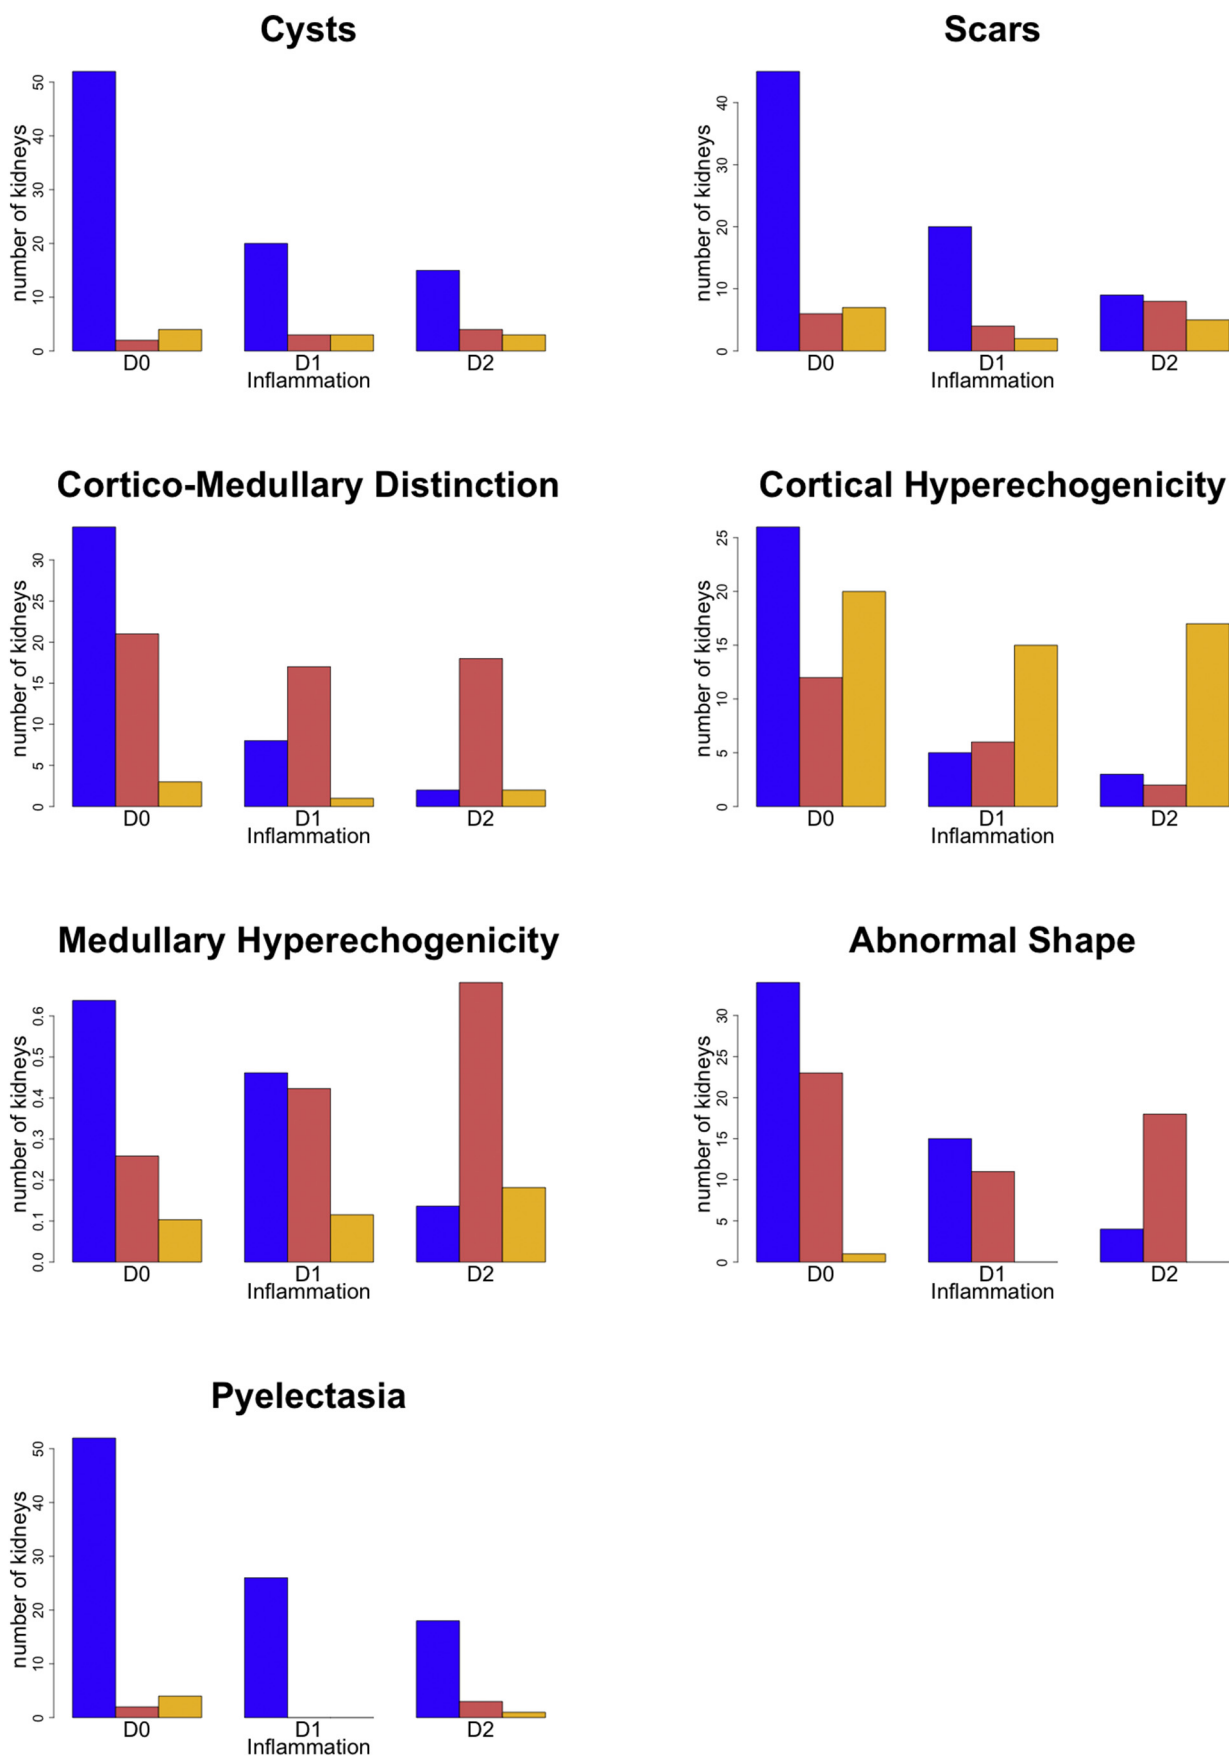 Cysts
number of kidneys
0 10 20 30 40 50
D0 D1 D2
Inflammation
Scars
number of kidneys
0 10 20 30 40
D0 D1 D2
Inflammation
Cortico-Medullary Distinction
number of kidneys
0 5 10 15 20 25 30
D0 D1 D2
Inflammation
Cortical Hyperechogenicity
number of kidneys
0 5 10 15 20 25
D0 D1 D2
Inflammation
Medullary Hyperechogenicity
number of kidneys
0.0 0.1 0.2 0.3 0.4 0.5 0.6
D0 D1 D2
Inflammation
Abnormal Shape
number of kidneys
0 5 10 15 20 25 30
D0 D1 D2
Inflammation
Pyelectasia
number of kidneys
0 10 20 30 40 50
D0 D1 D2
Inflammation